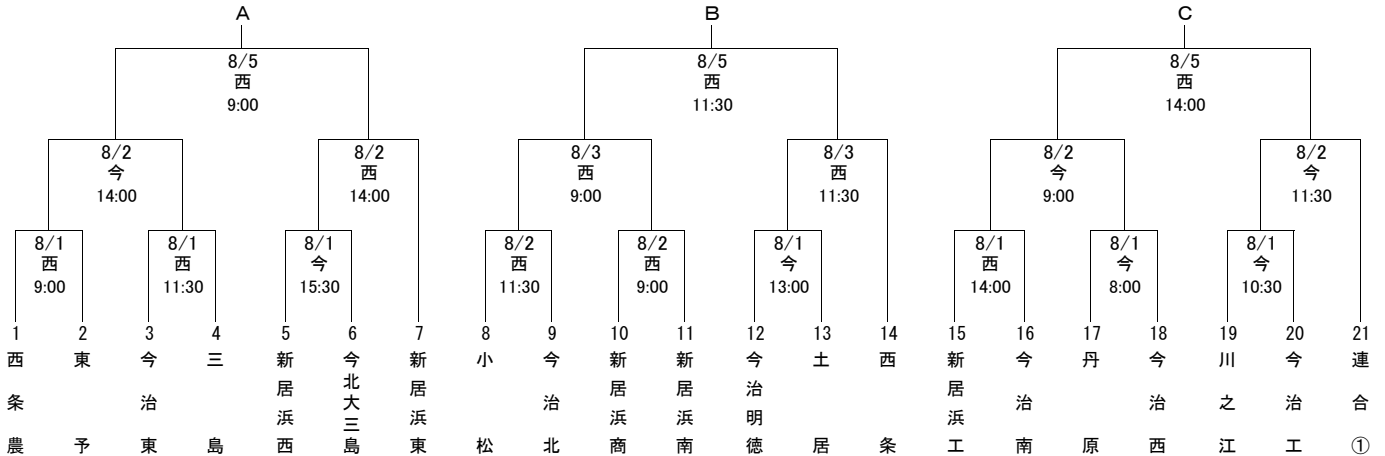 A B C
8/5 8/5 8/5
西 西 西
9:00 11:30 14:00
8/2 8/2 8/3 8/3 8/2 8/2
今 西 西 西 今 今
14:00 14:00 9:00 11:30 9:00 11:30
8/1 8/1 8/1 8/2 8/2 8/1 8/1 8/1 8/1
西 西 今 西 西 今 西 今 今
9:00 11:30 15:30 11:30 9:00 13:00 14:00 8:00 10:30
1 2 3 4 5 6 7 8 9 10 11 12 13 14 15 16 17 18 19 20 21
西条農
東予
今治東
三島
新居浜西
今北大三島
新居浜東
小松
今治北
新居浜商
新居浜南
今治明徳
土居
西条
新居浜工
今治南
丹原
今治西
川之江
今治工
連合①